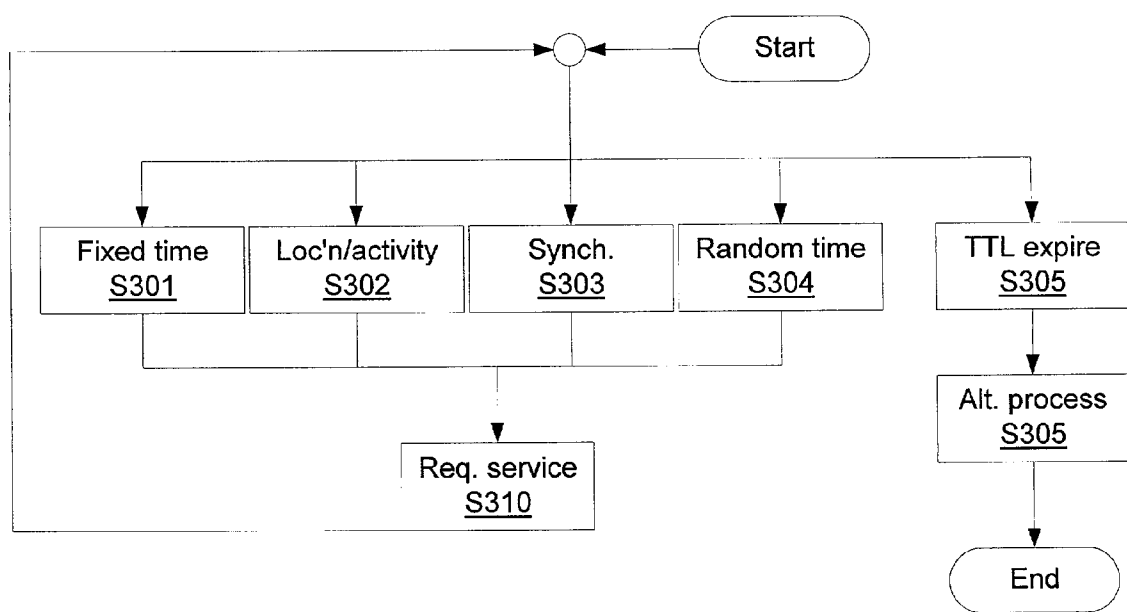 Start
Fixed time
S301
Loc'n/activity
S302
Synch.
S303
Random time
S304
TTL expire
S305
Alt. process
S305
Req. service
S310
End